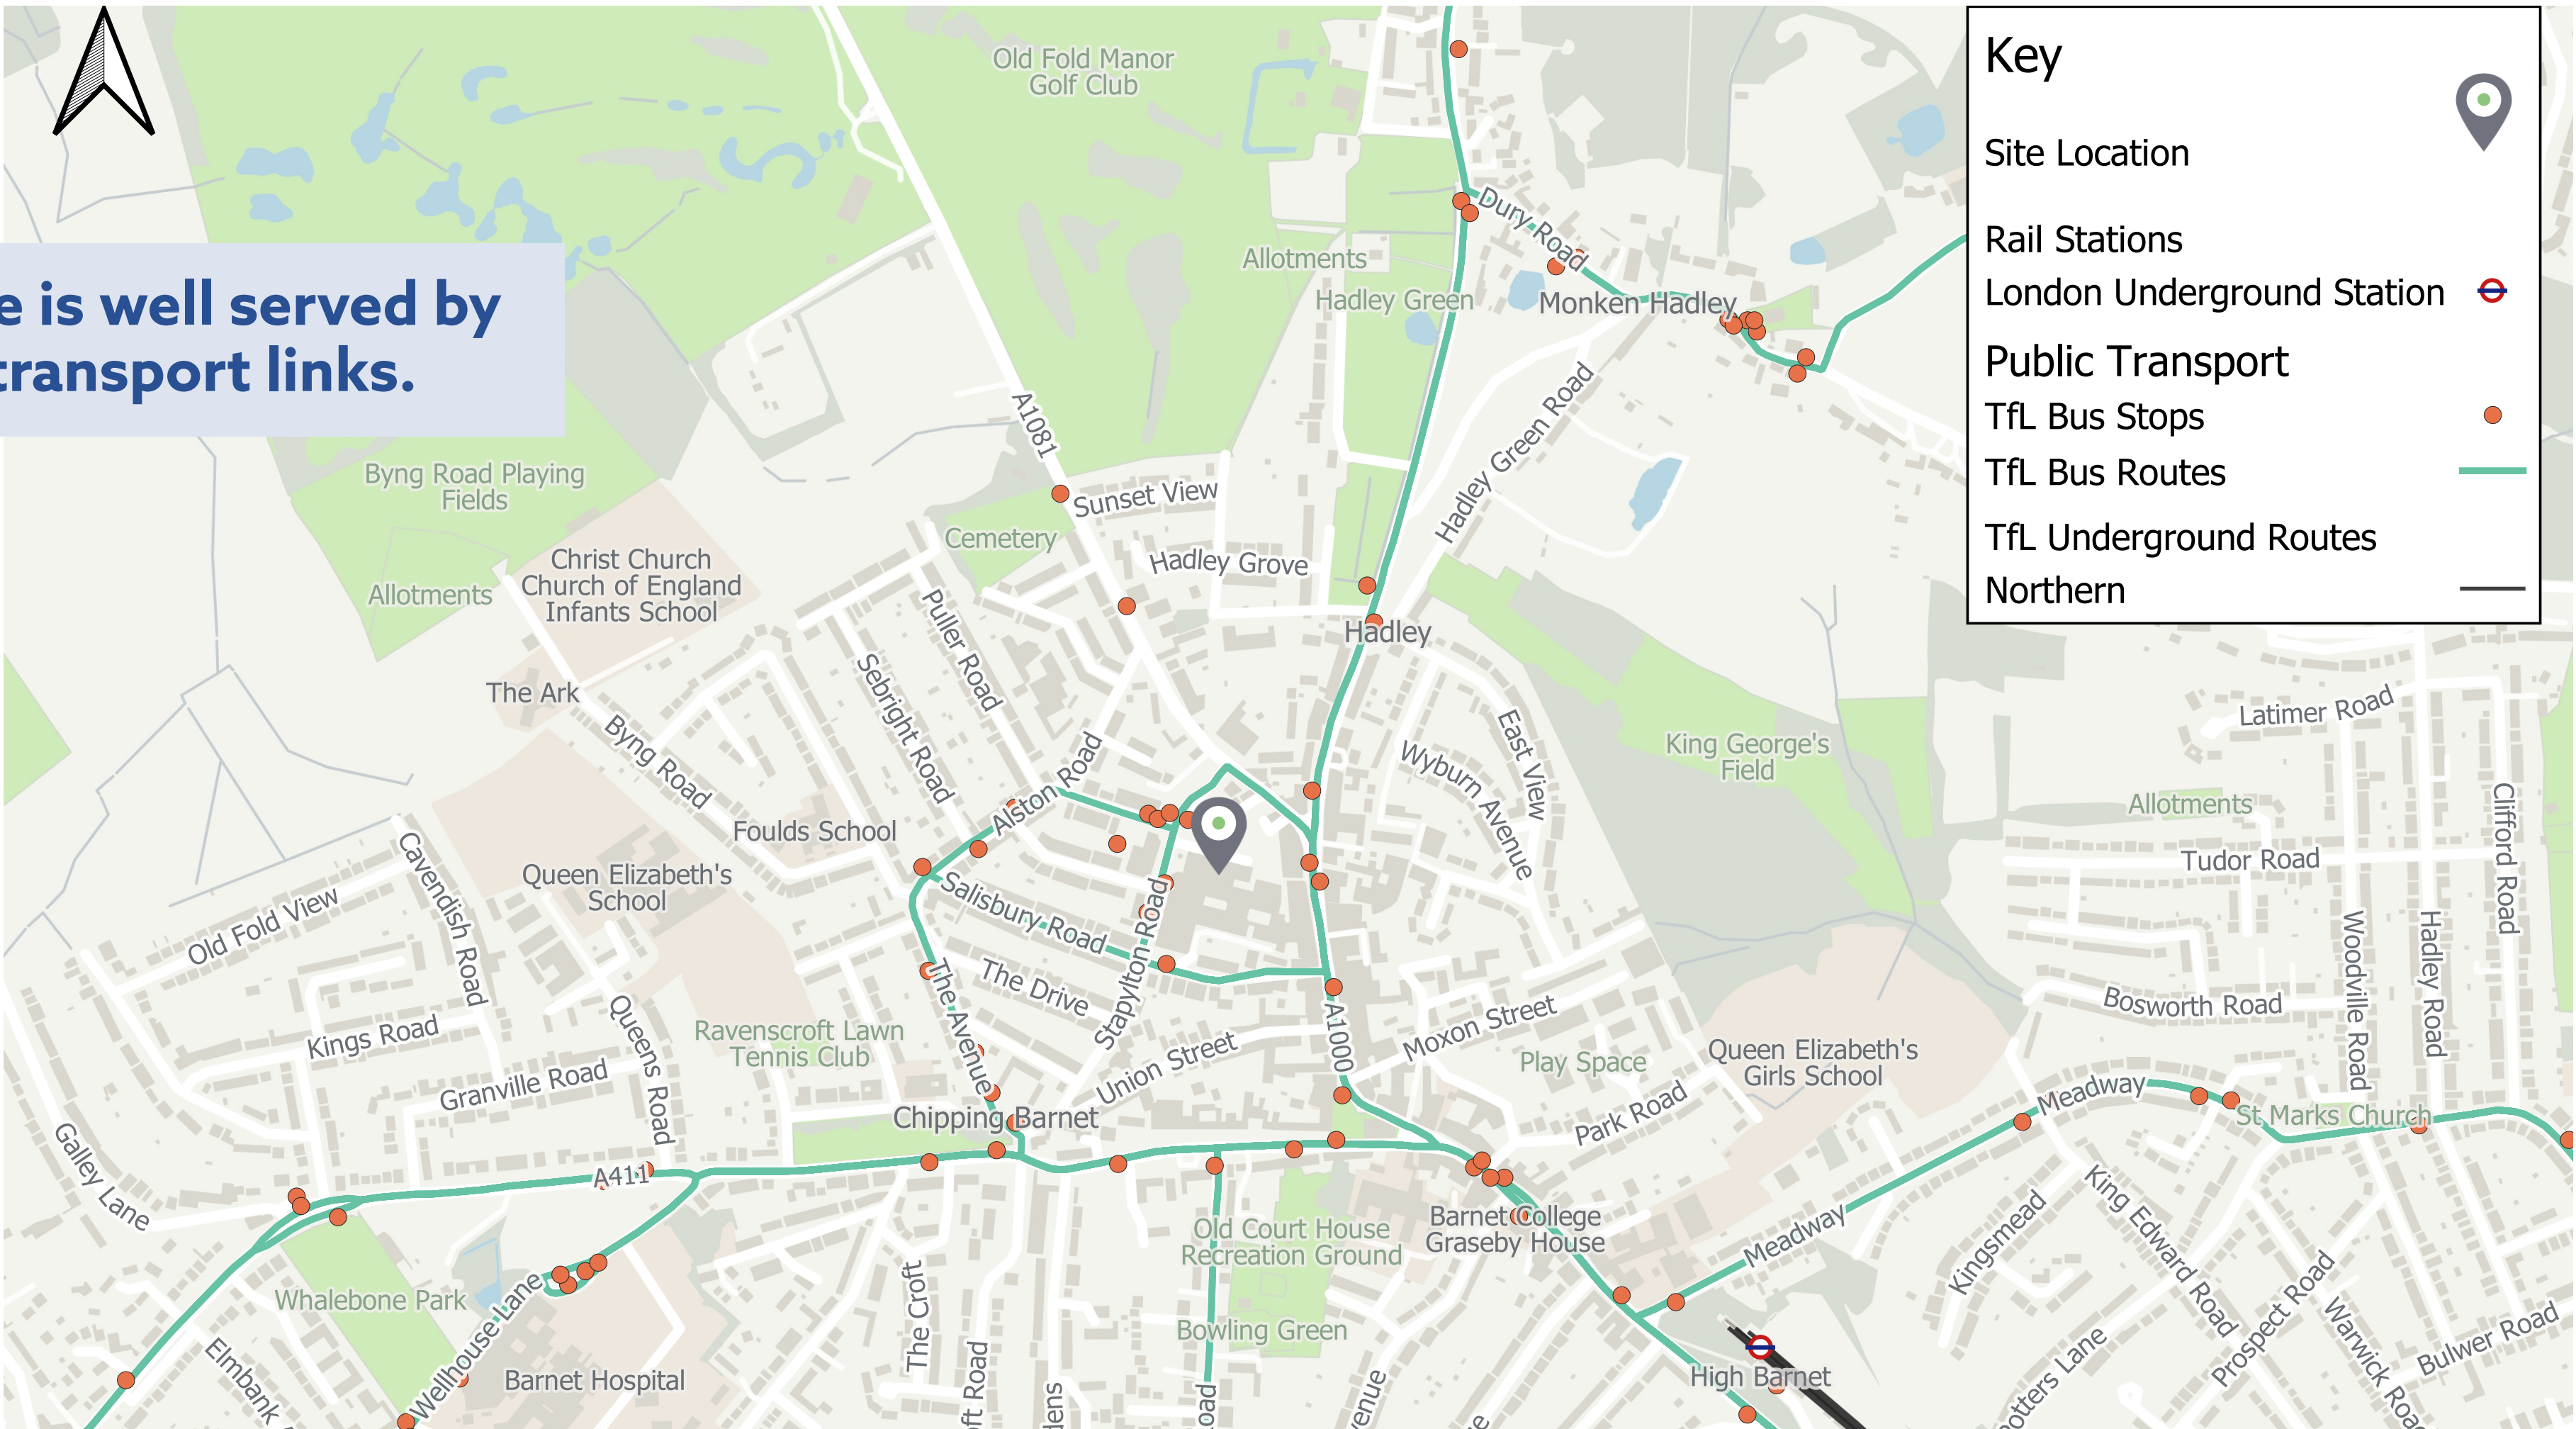 Old Fold Manor
Golf Club
Key
Site Location
Rail Stations
London Underground Station
Public Transport
TfL Bus Stops
TfL Bus Routes
TfL Underground Routes
Northern
e is well served by
transport links.
Dury Road
Allotments
Hadley Green
Monken Hadley
A1081
Hadley Green Road
Byng Road Playing
Fields
Sunset View
Cemetery
Hadley Grove
Christ Church
Church of England
Infants School
Allotments
Hadley
Puller Road
Sebright Road
The Ark
Byng Road
East View
Wyburn Avenue
King George's
Field
Latimer Road
Alston Road
Allotments
Clifford Road
Foulds School
Cavendish Road
Queen Elizabeth's
School
Tudor Road
Old Fold View
Salisbury Road
Stapylton Road
Woodville Road
Hadley Road
The Drive
The Avenue
Queens Road
Kings Road
Ravenscroft Lawn
Tennis Club
A1000
Moxon Street
Bosworth Road
Union Street
Play Space
Queen Elizabeth's
Girls School
Granville Road
Park Road
Meadway
Chipping Barnet
St Marks Church
Galley Lane
A411
Old Court House
Recreation Ground
Barnet College
Graseby House
Meadway
Kingsmead
King Edward Road
Prospect Road
Whalebone Park
Wellhouse Lane
The Croft
Bowling Green
Elmbank
Barnet Hospital
oft Road
dens
oad
venue
e
High Barnet
otters Lane
Warwick Roa
Bulwer Road